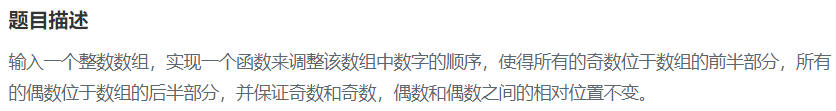 题目描述
输入一个整数数组，实现一个函数来调整该数组中数字的顺序，使得所有的奇数位于数组的前半部分，所有
的偶数位于数组的后半部分，并保证奇数和奇数，偶数和偶数之间的相对位置不变。